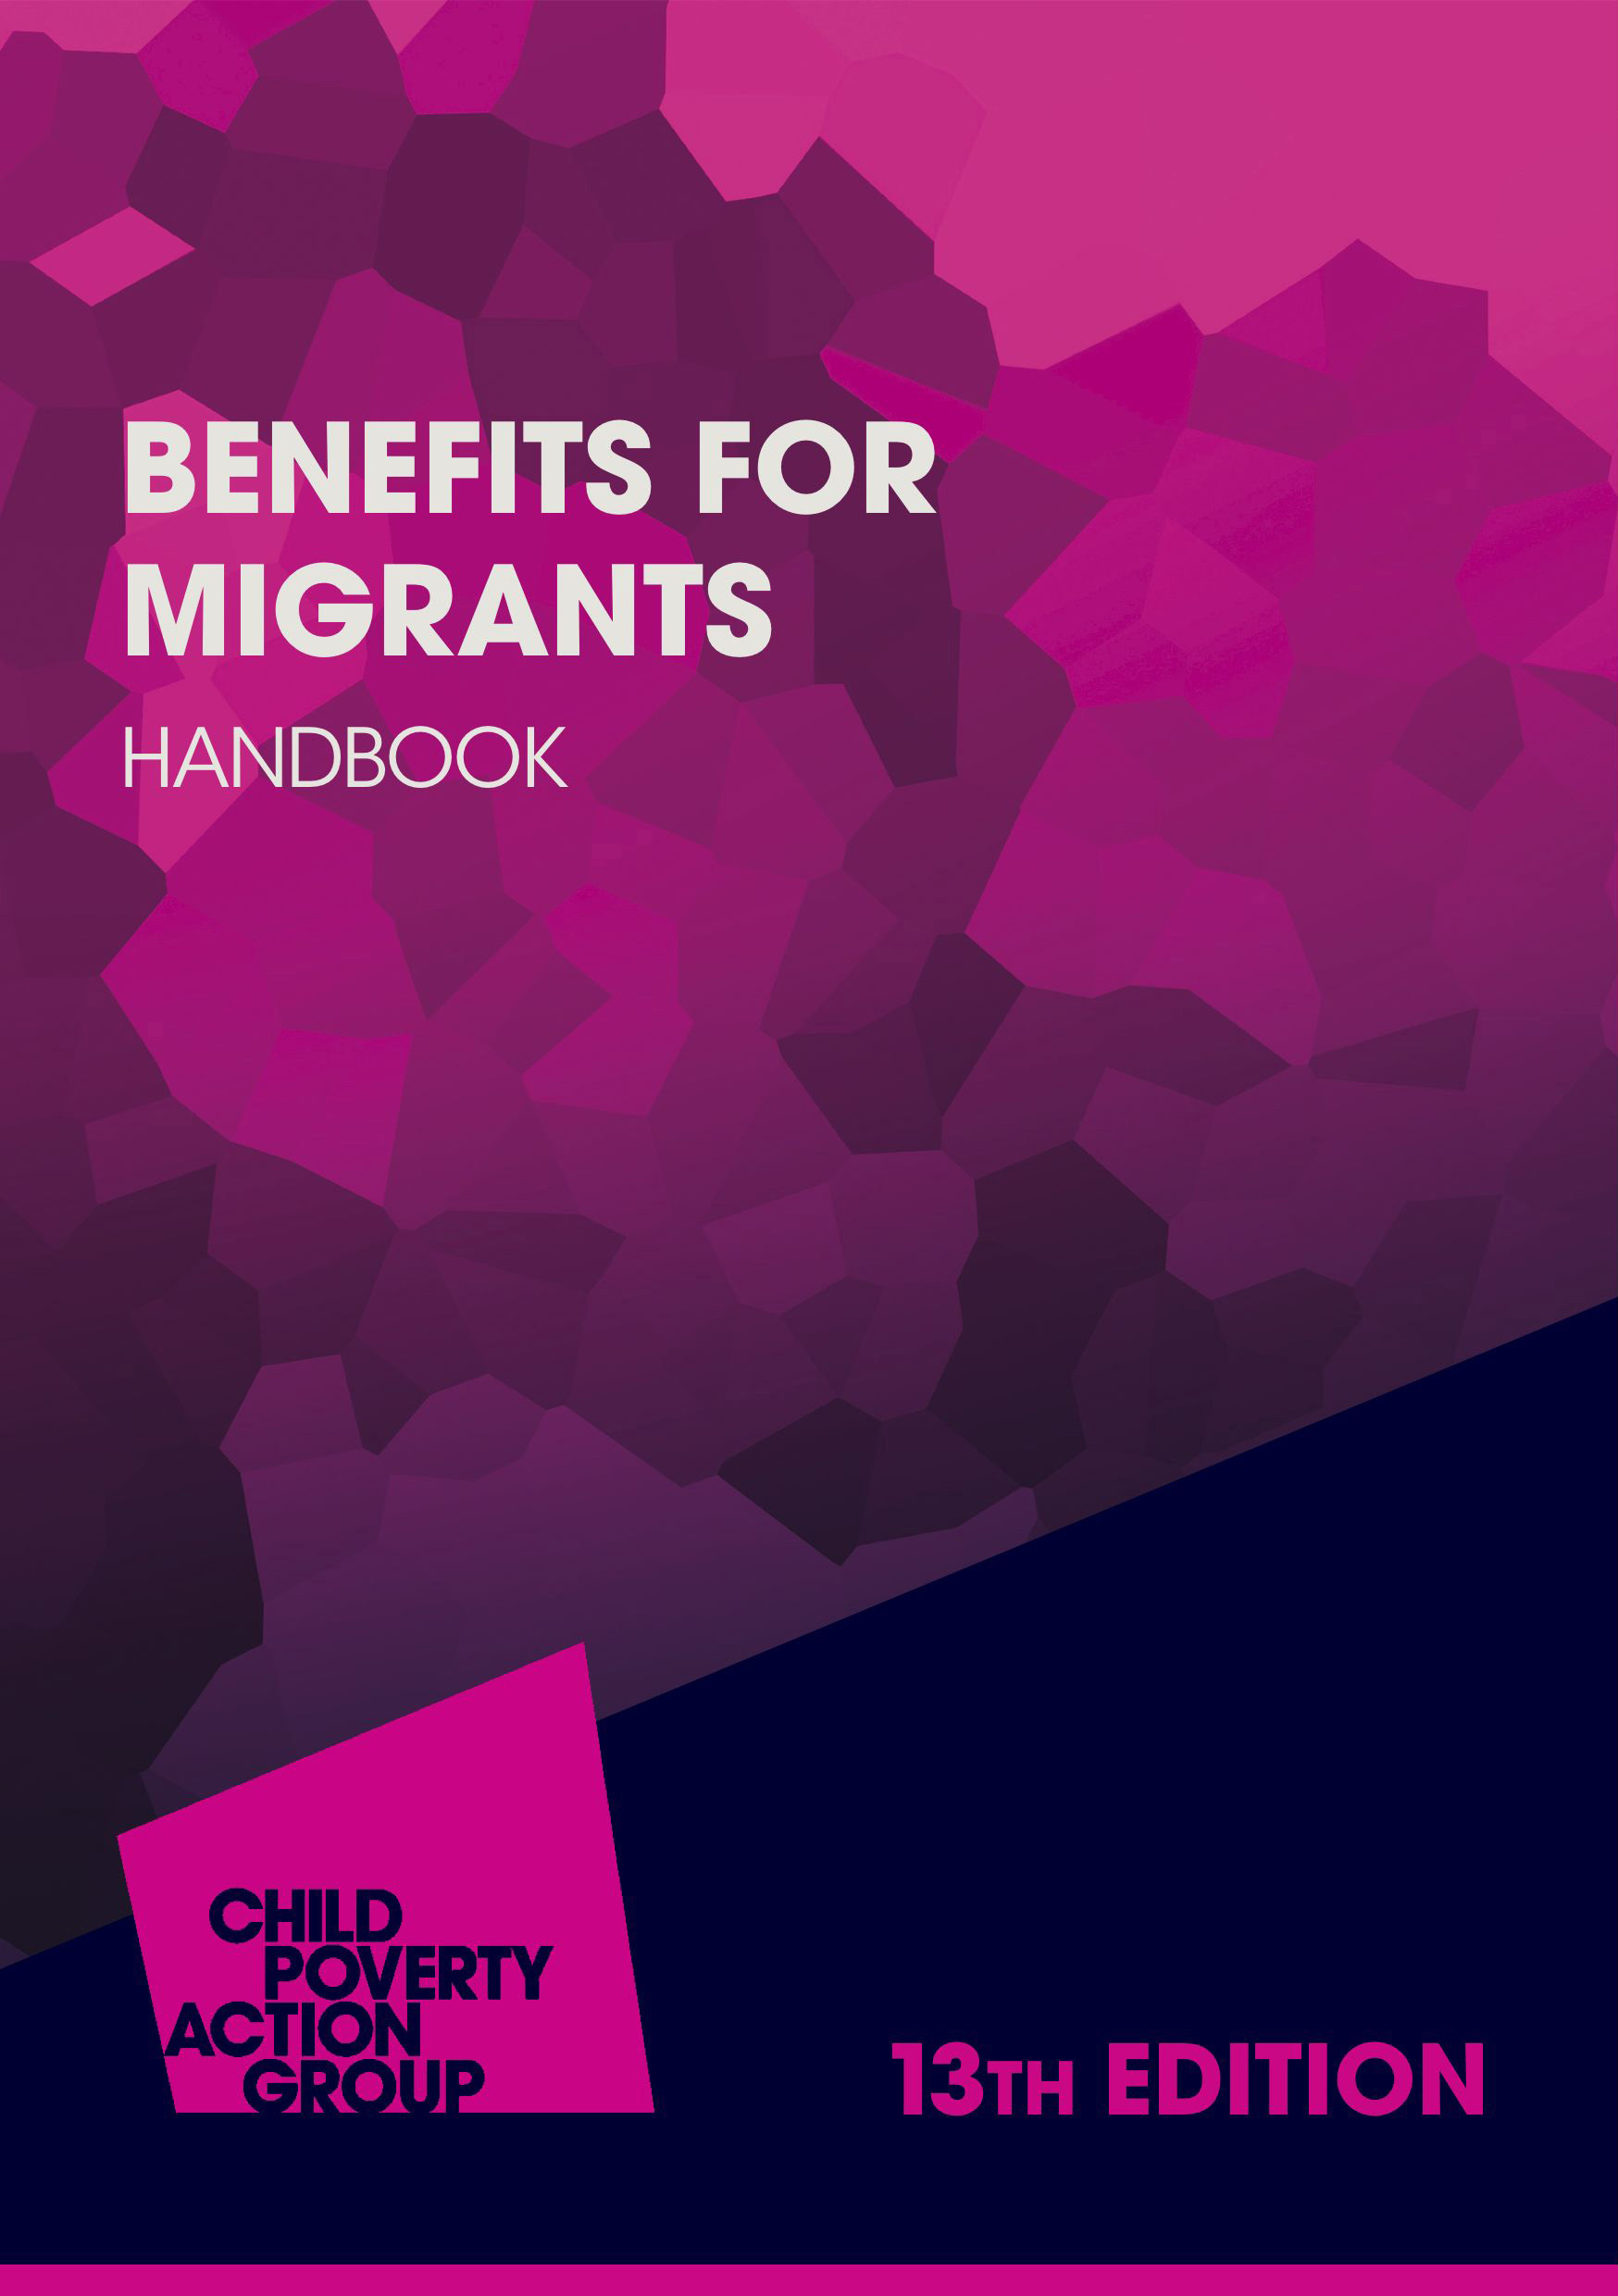 BENEFITS FOR
MIGRANTS
HANDBOOK
CHILD
POVERTY
ACTION
GROUP
13TH EDITION